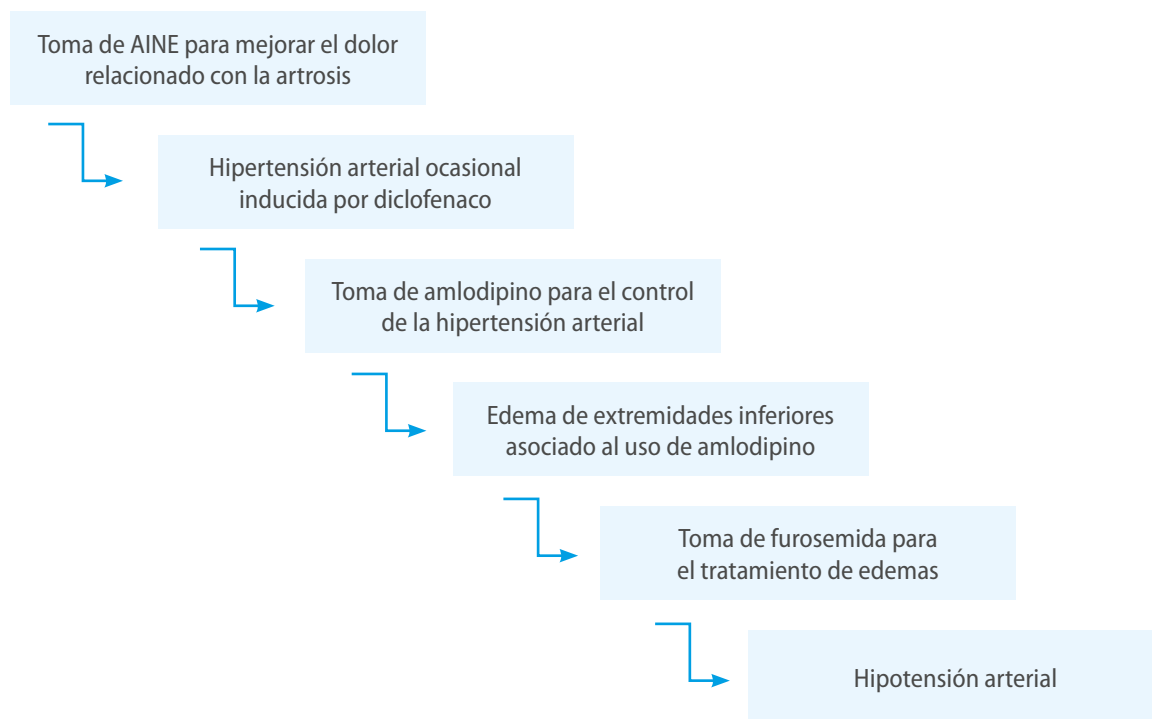 Toma de AINE para mejorar el dolor
relacionado con la artrosis
Hipertensión arterial ocasional
inducida por diclofenaco
Toma de amlodipino para el control
de la hipertensión arterial
Edema de extremidades inferiores
asociado al uso de amlodipino
Toma de furosemida para
el tratamiento de edemas
Hipotensión arterial